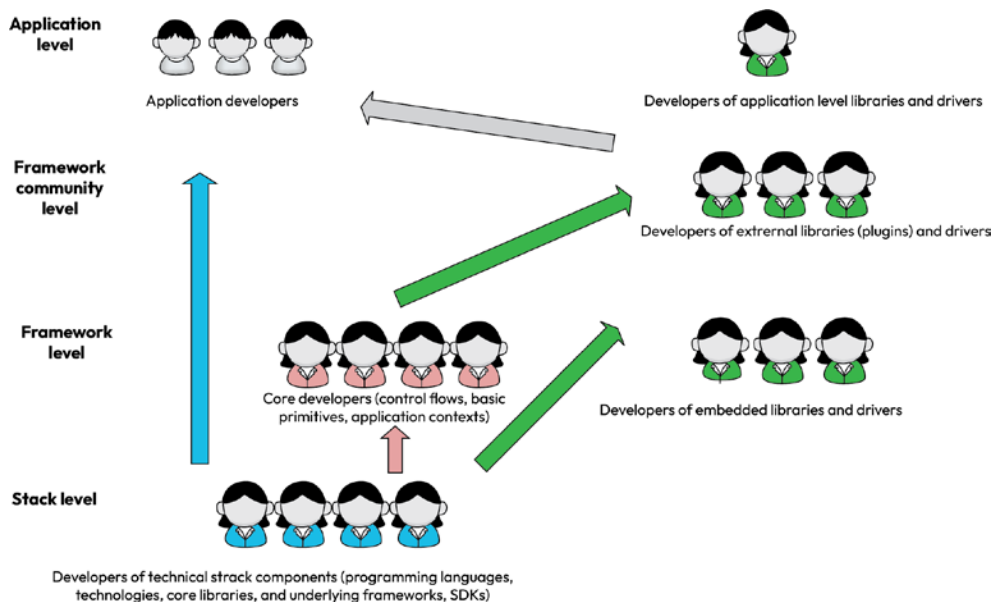 Application
level
Application developers
Developers of application level libraries and drivers
Framework
community
level
Developers of extrernal libraries (plugins) and drivers
Framework
level
Core developers (control flows, basic
primitives, application contexts)
Developers of embedded libraries and drivers
Stack level
Developers of technical strack components (programming languages,
technologies, core libraries, and underlying frameworks, SDKs)